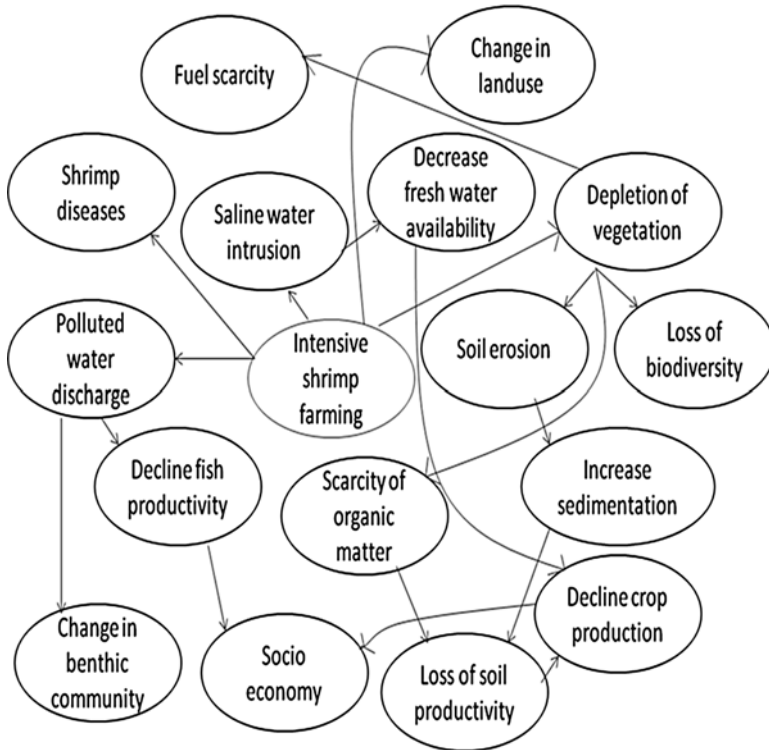 Fuel scarcity
Change in
landuse
Shrimp
diseases
Saline water
intrusion
Decrease
fresh water
availability
Depletion of
vegetation
Polluted
water
discharge
Intensive
shrimp
farming
Soil erosion
Loss of
biodiversity
Decline fish
productivity
Scarcity of
organic
matter
Increase
sedimentation
Change in
benthic
community
Socio
economy
Loss of soil
productivity
Decline crop
production